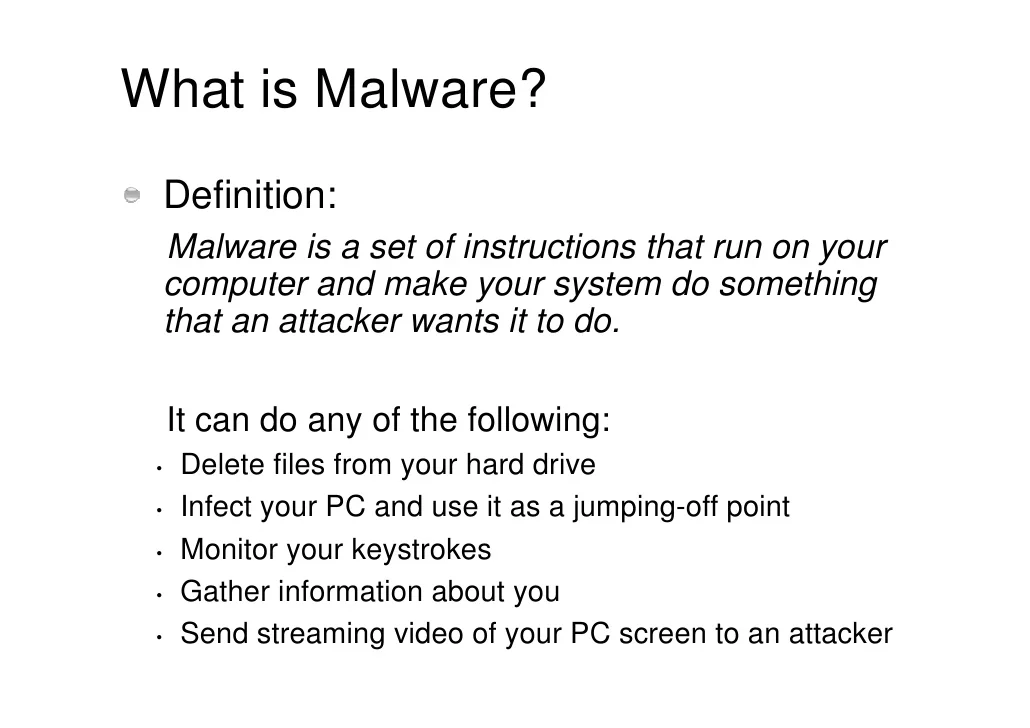 What is Malware?
Definition:
Malware is a set of instructions that run on your
computer and make your system do something
that an attacker wants it to do.
It can do any of the following:
• Delete files from your hard drive
• Infect your PC and use it as a jumping-off point
• Monitor your keystrokes
• Gather information about you
• Send streaming video of your PC screen to an attacker